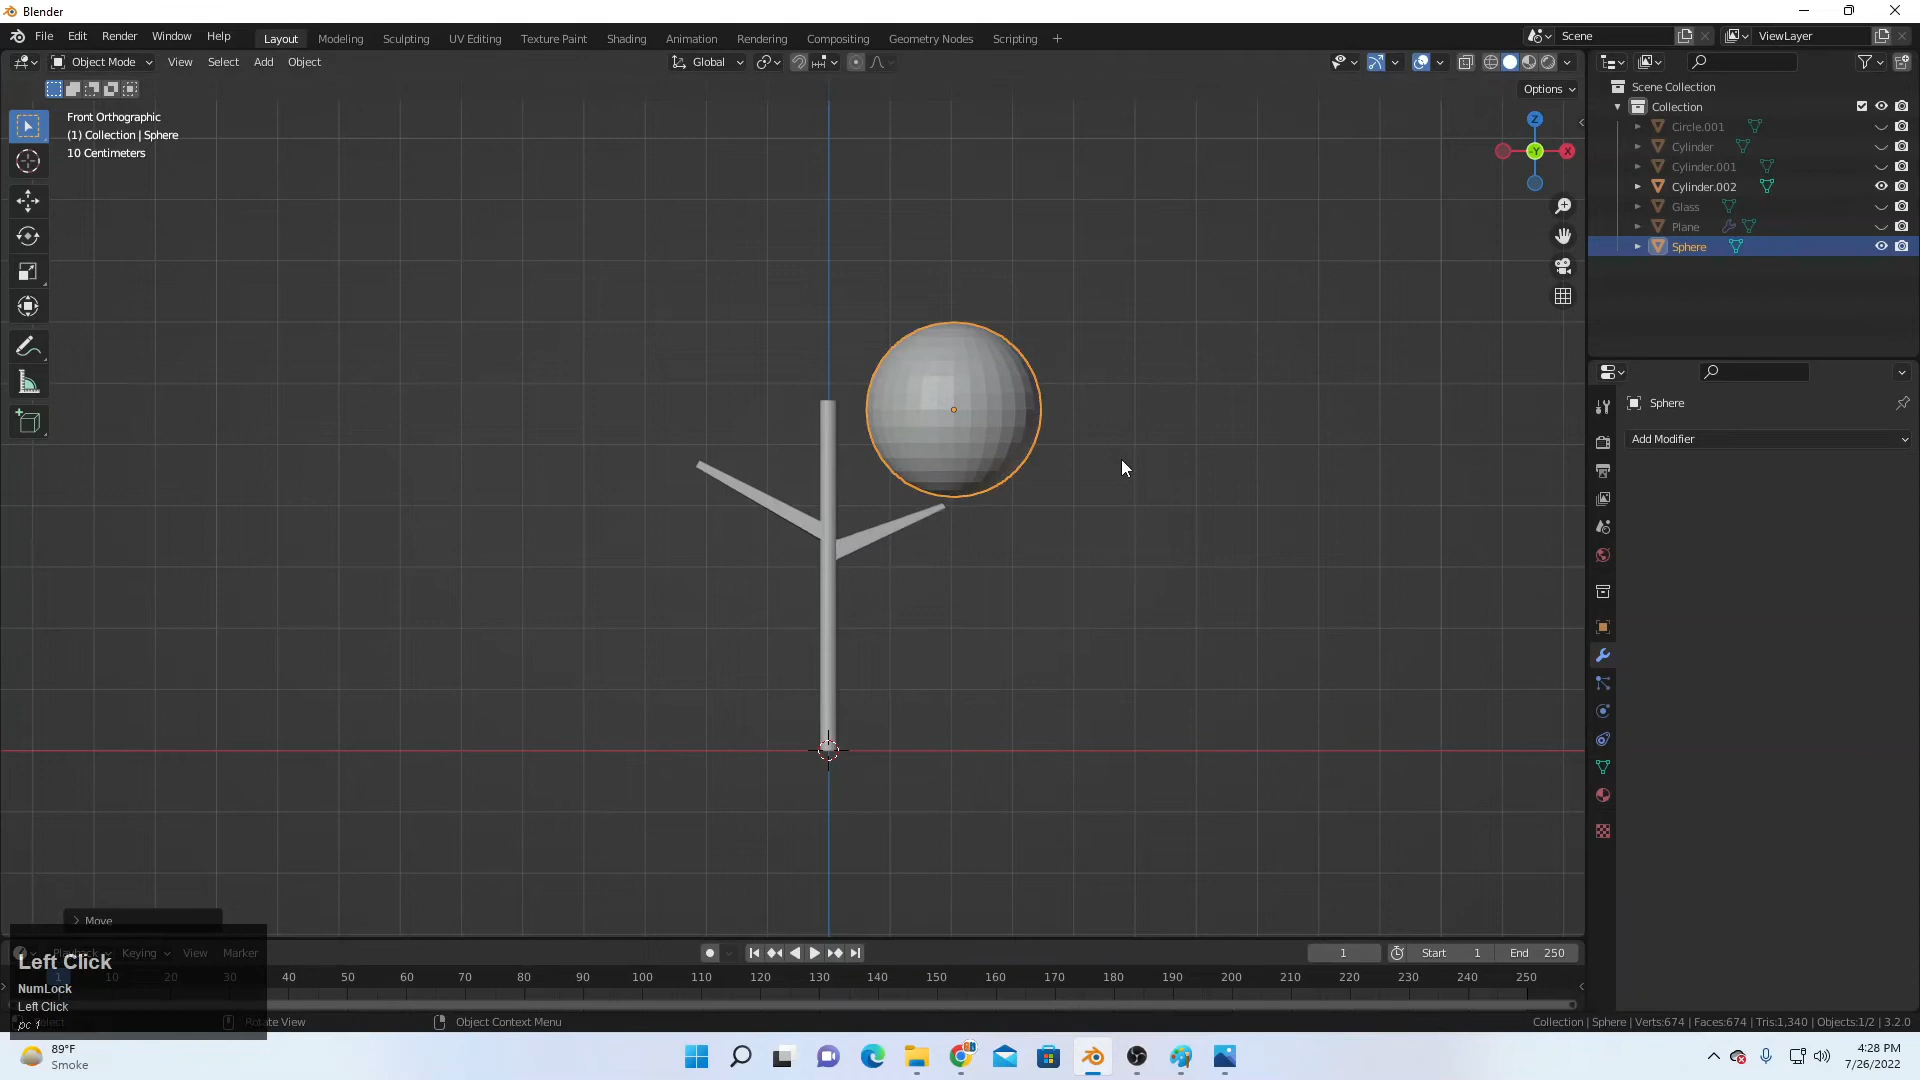 Blender
File Edit Render Window Help
Layout Modeling Sculpting UV Editing Texture Paint Shading Animation Rendering Compositing Geometry Nodes Scripting +
Scene
ViewLayer
Object Mode View Select Add Object
Global
Options
Front Orthographic
(1) Collection | Sphere
10 Centimeters
Z
-Y
X
Scene Collection
Collection
Circle.001
Cylinder
Cylinder.001
Cylinder.002
Glass
Plane
Sphere
Sphere
Add Modifier
Move
Playback Keying View Marker
1
Start 1
End 250
1 10 20 30 40 50 60 70 80 90 100 110 120 130 140 150 160 170 180 190 200 210 220 230 240 250
Left Click
NumLock
Left Click
pc 1
Select
Rotate View
Object Context Menu
Collection | Sphere | Verts:674 | Faces:674 | Tris:1,340 | Objects:1/2 | 3.2.0
89°F
Smoke
4:28 PM
7/26/2022